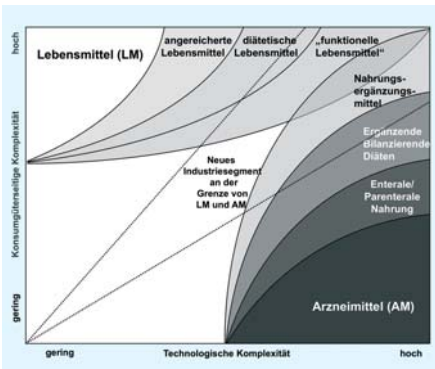 hoch
Konsumgüterseitige Komplexität
gering
Lebensmittel (LM)
angereicherte
Lebensmittel
diätetische
Lebensmittel
„funktionelle
Lebensmittel“
Nahrungs-
ergänzungs-
mittel
Ergänzende
Bilanzierende
Diäten
Neues
Industriesegment
an der
Grenze von
LM und AM
Enterale/
Parenterale
Nahrung
Arzneimittel (AM)
gering
Technologische Komplexität
hoch